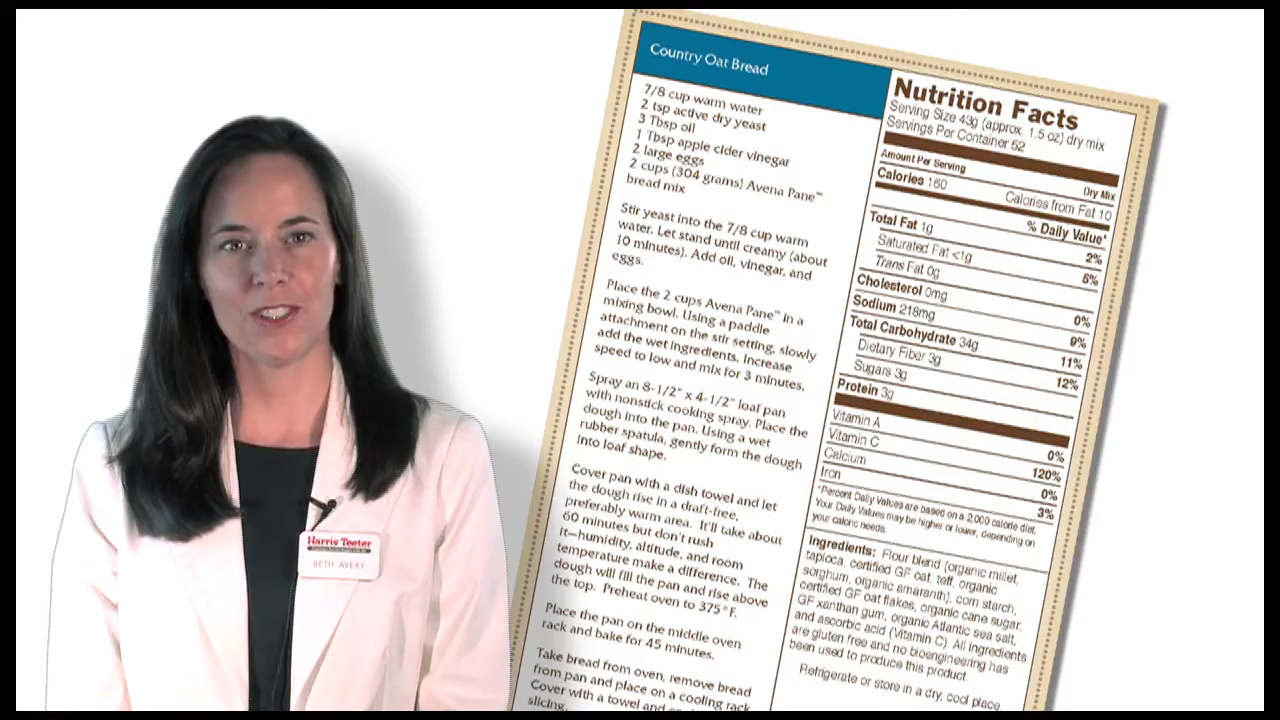 Country Oat Bread
7/8 cup warm water
2 tsp active dry yeast
3 Tbsp oil
1 Tbsp apple cider vinegar
2 large eggs
2 cups (304 grams) Avena Pane™
bread mix
Stir yeast into the 7/8 cup warm
water. Let stand until creamy (about
10 minutes). Add oil, vinegar, and
eggs.
Place the 2 cups Avena Pane™ in a
mixing bowl. Using a paddle
attachment on the stir setting, slowly
add the wet ingredients. Increase
speed to low and mix for 3 minutes.
Spray an 8-1/2" x 4-1/2" loaf pan
with nonstick cooking spray. Place the
dough into the pan. Using a wet
rubber spatula, gently form the dough
into loaf shape.
Cover pan with a dish towel and let
the dough rise in a draft-free,
preferably warm area. It'll take about
60 minutes but don't rush
it—humidity, altitude, and room
temperature make a difference. The
dough will fill the pan and rise above
the top. Preheat oven to 375°F.
Place the pan on the middle oven
rack and bake for 45 minutes.
Take bread from oven, remove bread
from pan and place on a cooling rack
Cover with a towel and
slicing.
Nutrition Facts
Serving Size 43g (approx. 1.5 oz) dry mix
Servings Per Container 52
Amount Per Serving Dry Mix
Calories 160 Calories from Fat 10
% Daily Value*
Total Fat 1g 2%
Saturated Fat <1g 5%
Trans Fat 0g
Cholesterol 0mg 0%
Sodium 218mg 9%
Total Carbohydrate 34g 11%
Dietary Fiber 3g 12%
Sugars 3g
Protein 3g
Vitamin A 0%
Vitamin C 120%
Calcium 0%
Iron 3%
*Percent Daily Values are based on a 2,000 calorie diet.
Your Daily Values may be higher or lower, depending on
your caloric needs.
Ingredients: Flour blend (organic millet,
tapioca, certified GF oat, teff, organic
sorghum, organic amaranth), corn starch,
certified GF oat flakes, organic cane sugar,
GF xanthan gum, organic Atlantic sea salt,
and ascorbic acid (Vitamin C). All ingredients
are gluten free and no bioengineering has
been used to produce this product.
Refrigerate or store in a dry, cool place
Harris Teeter
BETH AVERY